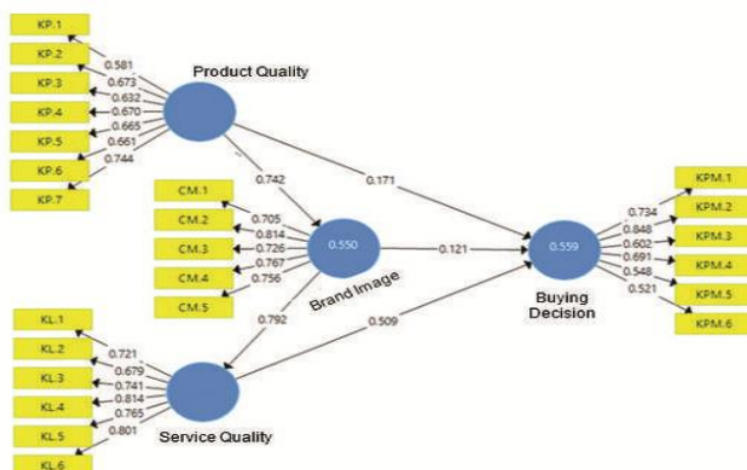 KP.1
KP.2
KP.3
KP.4
KP.5
KP.6
KP.7
0.581
0.673
0.632
0.670
0.665
0.661
0.744
Product Quality
0.742
0.171
CM.1
CM.2
CM.3
CM.4
CM.5
0.705
0.814
0.726
0.767
0.756
0.550
Brand Image
0.121
0.559
Buying
Decision
0.734
0.848
0.602
0.691
0.548
0.521
KPM.1
KPM.2
KPM.3
KPM.4
KPM.5
KPM.6
0.792
0.509
KL.1
KL.2
KL.3
KL.4
KL.5
KL.6
0.721
0.679
0.741
0.814
0.765
0.801
Service Quality